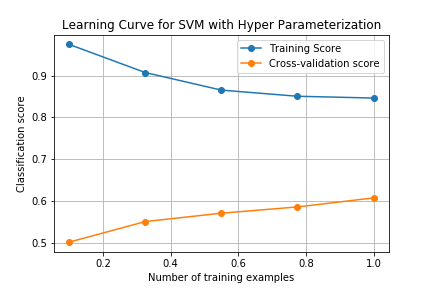 Learning Curve for SVM with Hyper Parameterization
Training Score
Cross-validation score
Classification score
0.9
0.8
0.7
0.6
0.5
0.2
0.4
0.6
0.8
1.0
Number of training examples